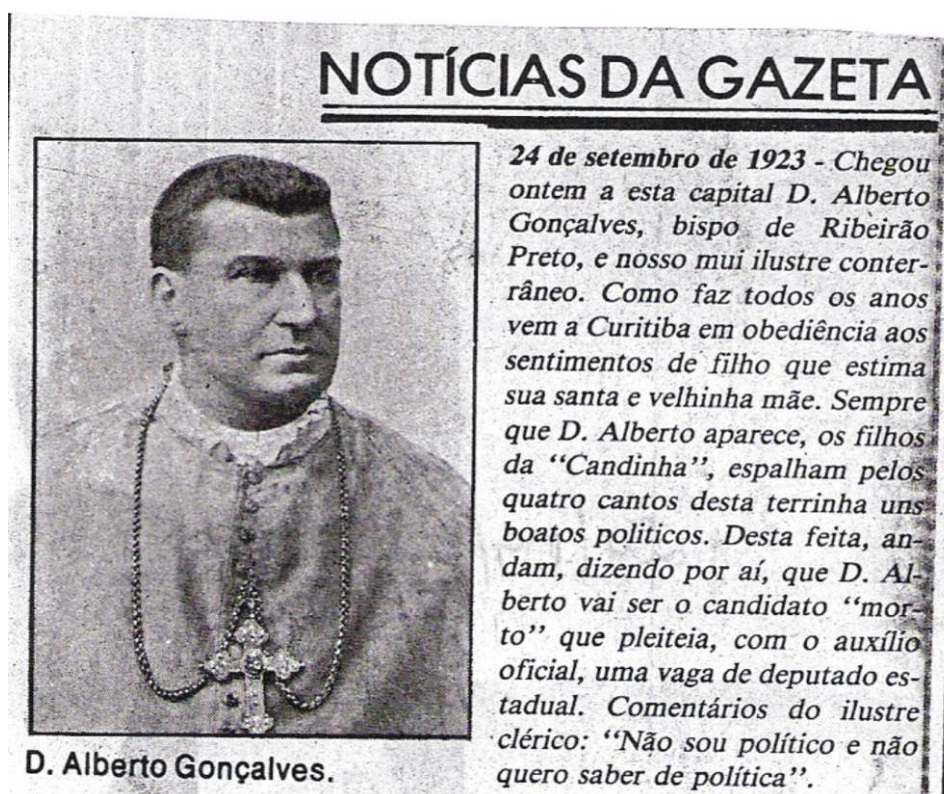 NOTÍCIAS DA GAZETA
24 de setembro de 1923 - Chegou
ontem a esta capital D. Alberto
Gonçalves, bispo de Ribeirão
Preto, e nosso mui ilustre conter-
râneo. Como faz todos os anos
vem a Curitiba em obediência aos
sentimentos de filho que estima
sua santa e velhinha mãe. Sempre
que D. Alberto aparece, os filhos
da “Candinha”, espalham pelos
quatro cantos desta terrinha uns
boatos politicos. Desta feita, an-
dam, dizendo por aí, que D. Al-
berto vai ser o candidato “mor-
to” que pleiteia, com o auxílio
oficial, uma vaga de deputado es-
tadual. Comentários do ilustre
clérico: “Não sou político e não
quero saber de política”.
D. Alberto Gonçalves.